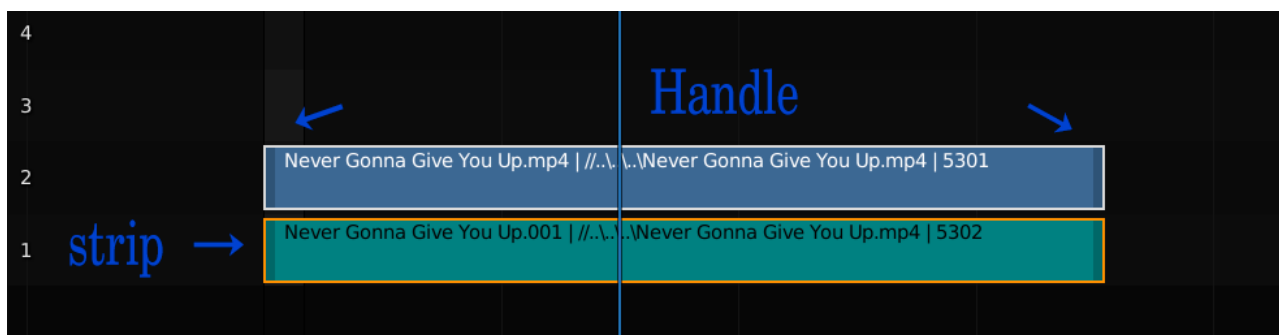 4
3
Handle
2
Never Gonna Give You Up.mp4 | //..\..\..\Never Gonna Give You Up.mp4 | 5301
1
strip
Never Gonna Give You Up.001 | //..\..\..\Never Gonna Give You Up.mp4 | 5302